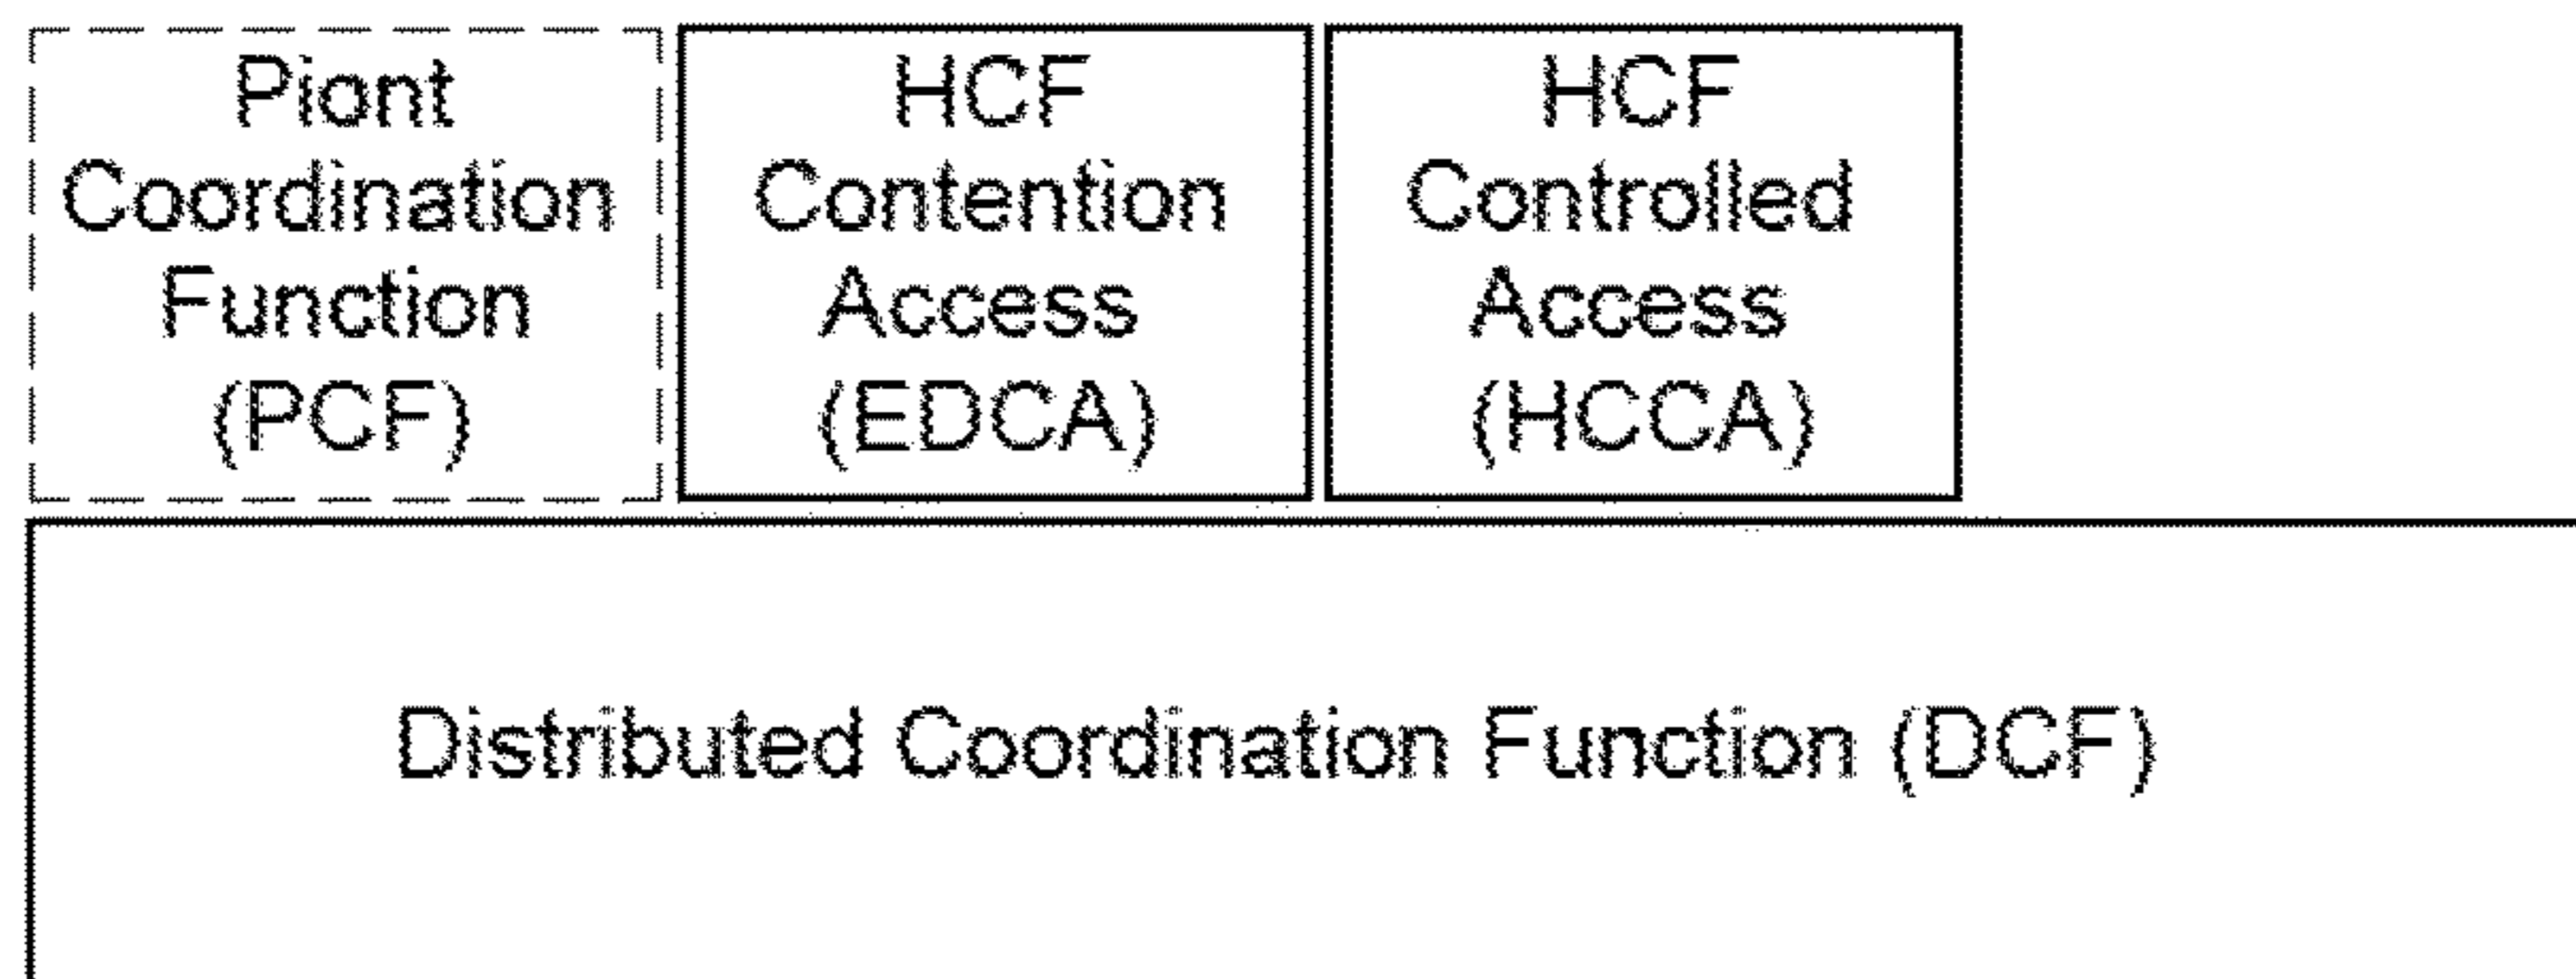 Piont
Coordination
Function
(PCF)
HCF
Contention
Access
(EDCA)
HCF
Controlled
Access
(HCCA)
Distributed Coordination Function (DCF)